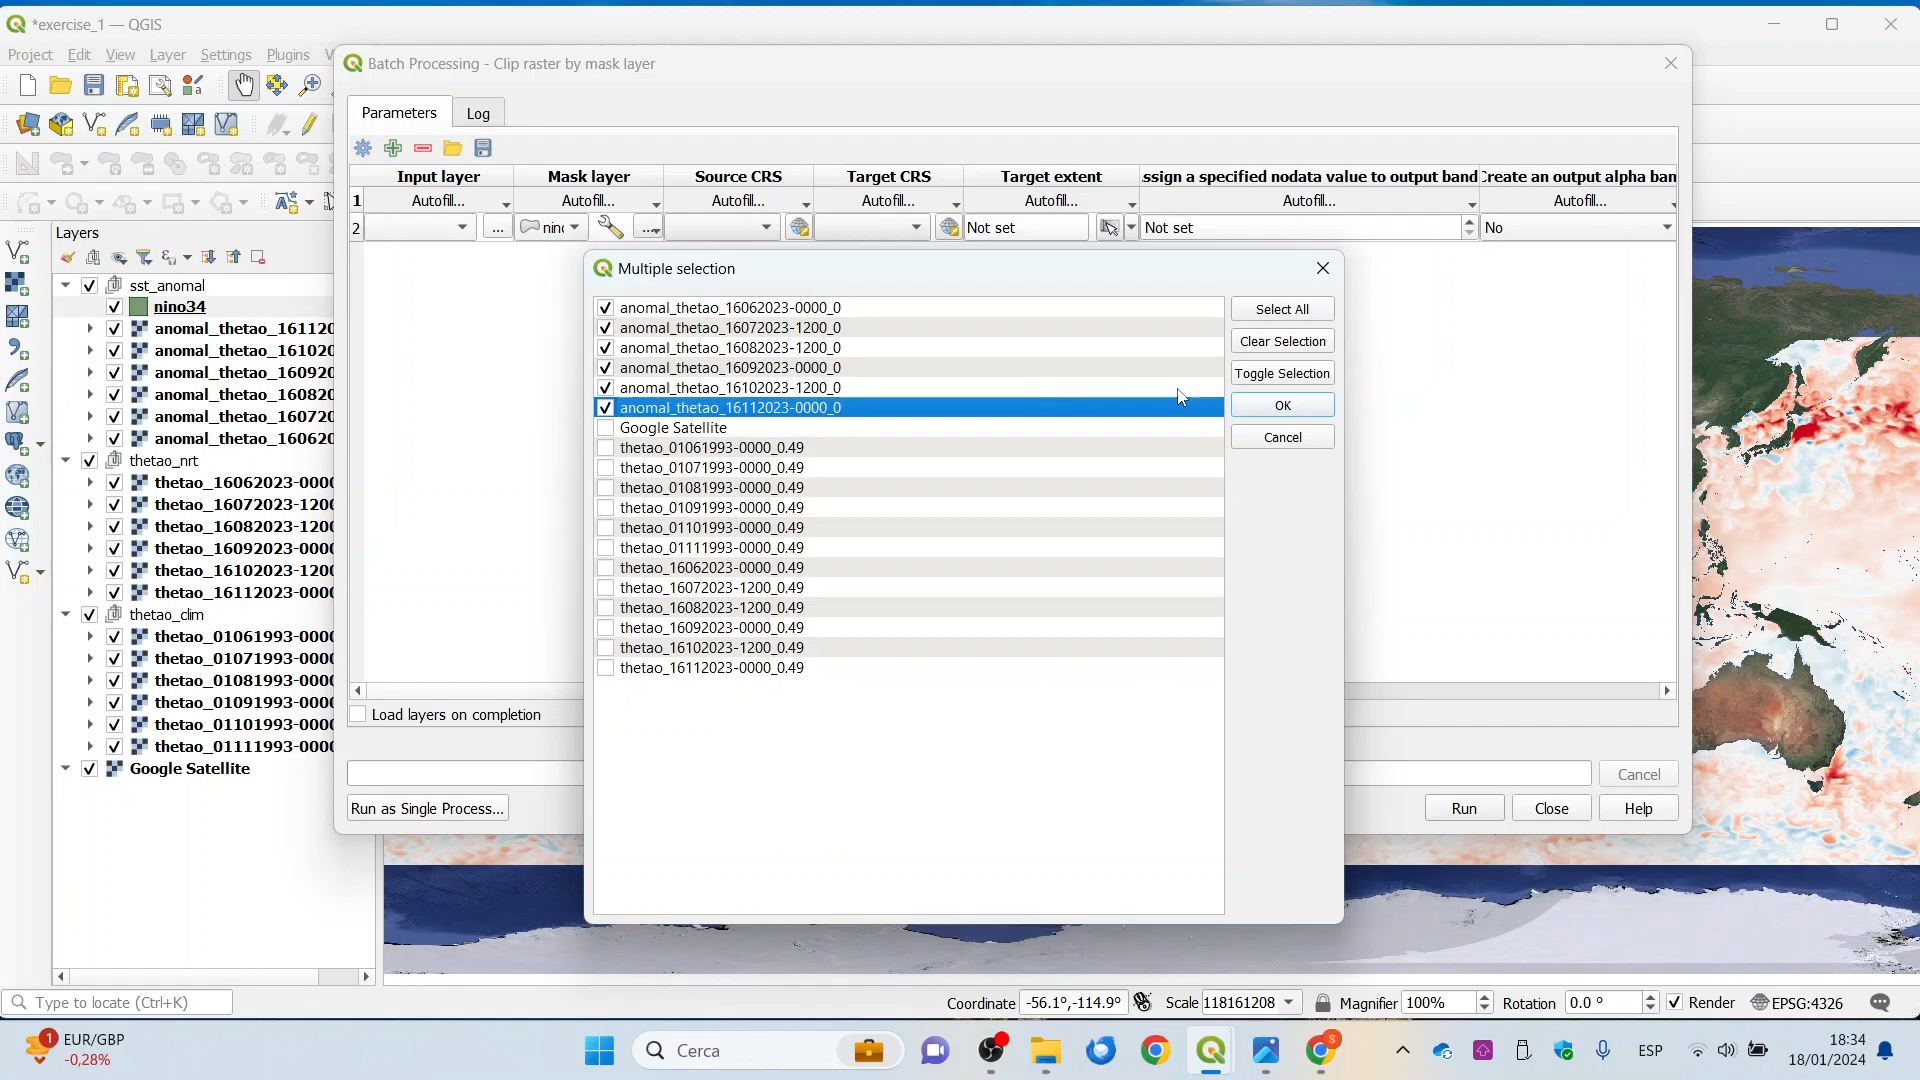 *exercise_1 — QGIS
Project Edit View Layer Settings Plugins
Batch Processing - Clip raster by mask layer
Parameters Log
Input layer Mask layer Source CRS Target CRS Target extent ssign a specified nodata value to output band Create an output alpha ban
1 Autofill... Autofill... Autofill... Autofill... Autofill... Autofill... Autofill...
2 ... ninc ... Not set Not set No
Layers
sst_anomal
nino34
anomal_thetao_161120
anomal_thetao_161020
anomal_thetao_160920
anomal_thetao_160820
anomal_thetao_160720
anomal_thetao_160620
thetao_nrt
thetao_16062023-0000
thetao_16072023-1200
thetao_16082023-1200
thetao_16092023-0000
thetao_16102023-1200
thetao_16112023-0000
thetao_clim
thetao_01061993-0000
thetao_01071993-0000
thetao_01081993-0000
thetao_01091993-0000
thetao_01101993-0000
thetao_01111993-0000
Google Satellite
Multiple selection
anomal_thetao_16062023-0000_0
anomal_thetao_16072023-1200_0
anomal_thetao_16082023-1200_0
anomal_thetao_16092023-0000_0
anomal_thetao_16102023-1200_0
anomal_thetao_16112023-0000_0
Google Satellite
thetao_01061993-0000_0.49
thetao_01071993-0000_0.49
thetao_01081993-0000_0.49
thetao_01091993-0000_0.49
thetao_01101993-0000_0.49
thetao_01111993-0000_0.49
thetao_16062023-0000_0.49
thetao_16072023-1200_0.49
thetao_16082023-1200_0.49
thetao_16092023-0000_0.49
thetao_16102023-1200_0.49
thetao_16112023-0000_0.49
Select All
Clear Selection
Toggle Selection
OK
Cancel
Load layers on completion
Cancel
Run as Single Process...
Run Close Help
Type to locate (Ctrl+K)
Coordinate -56.1°,-114.9° Scale 118161208 Magnifier 100% Rotation 0.0 ° Render EPSG:4326
1 EUR/GBP
-0,28%
Cerca
S
ESP
18:34
18/01/2024